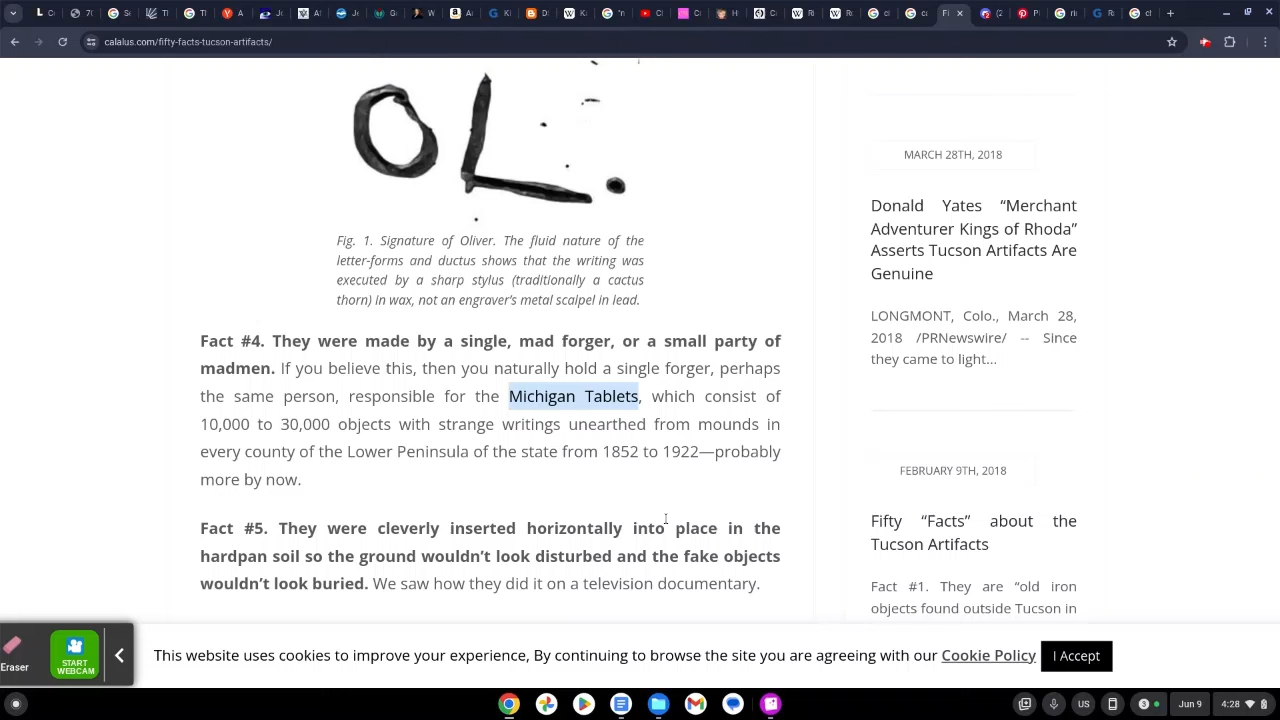 Fi
calalus.com/fifty-facts-tucson-artifacts/
OL.
Fig. 1. Signature of Oliver. The fluid nature of the
letter-forms and ductus shows that the writing was
executed by a sharp stylus (traditionally a cactus
thorn) in wax, not an engraver’s metal scalpel in lead.
Fact #4. They were made by a single, mad forger, or a small party of
madmen. If you believe this, then you naturally hold a single forger, perhaps
the same person, responsible for the Michigan Tablets, which consist of
10,000 to 30,000 objects with strange writings unearthed from mounds in
every county of the Lower Peninsula of the state from 1852 to 1922—probably
more by now.
Fact #5. They were cleverly inserted horizontally into place in the
hardpan soil so the ground wouldn’t look disturbed and the fake objects
wouldn’t look buried. We saw how they did it on a television documentary.
MARCH 28TH, 2018
Donald Yates “Merchant
Adventurer Kings of Rhoda”
Asserts Tucson Artifacts Are
Genuine
LONGMONT, Colo., March 28,
2018 /PRNewswire/ -- Since
they came to light...
FEBRUARY 9TH, 2018
Fifty “Facts” about the
Tucson Artifacts
Fact #1. They are “old iron
objects found outside Tucson in
Eraser
START
WEBCAM
This website uses cookies to improve your experience, By continuing to browse the site you are agreeing with our Cookie Policy
I Accept
US
Jun 9
4:28